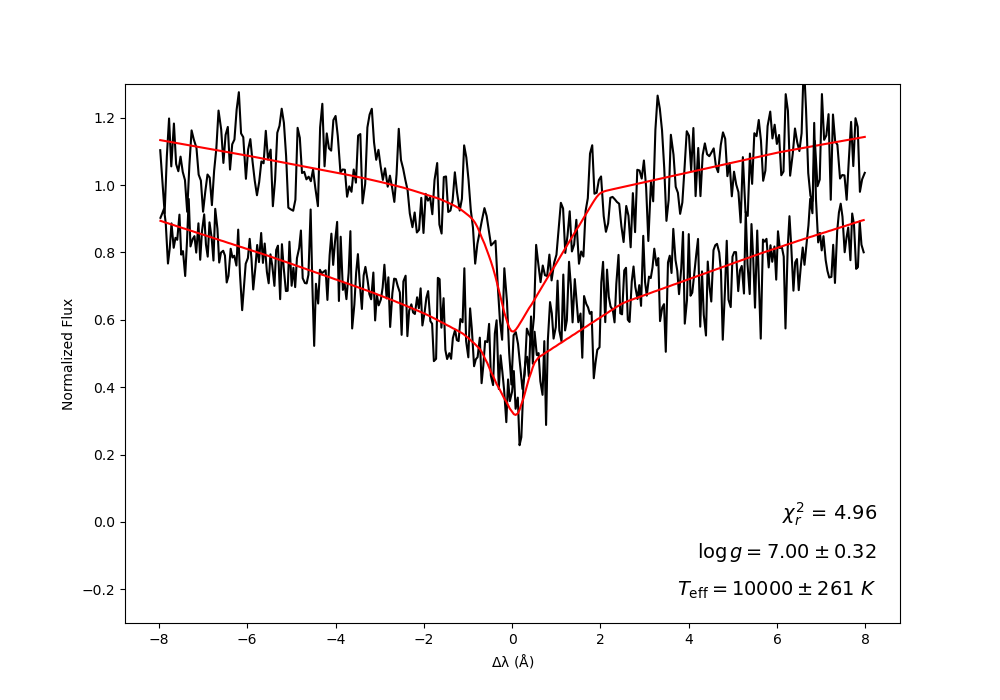 1.2
1.0
0.8
0.6
0.4
0.2
0.0
−0.2
Normalized Flux
χ²ᵣ = 4.96
log g = 7.00 ± 0.32
T_eff = 10000 ± 261 K
−8 −6 −4 −2 0 2 4 6 8
Δλ (Å)